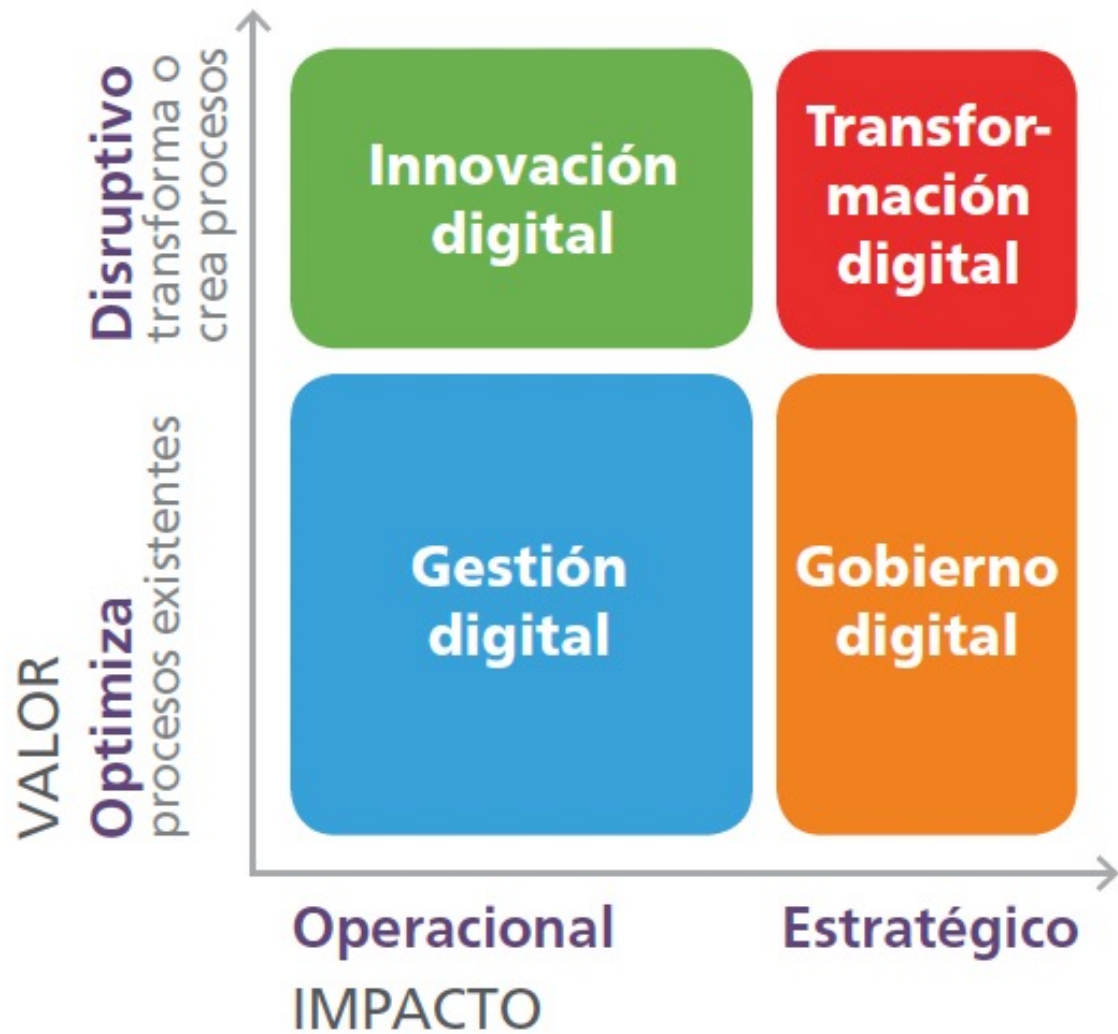 VALOR
Disruptivo
transforma o
crea procesos
Optimiza
procesos existentes
Innovación
digital
Transfor-
mación
digital
Gestión
digital
Gobierno
digital
Operacional
Estratégico
IMPACTO